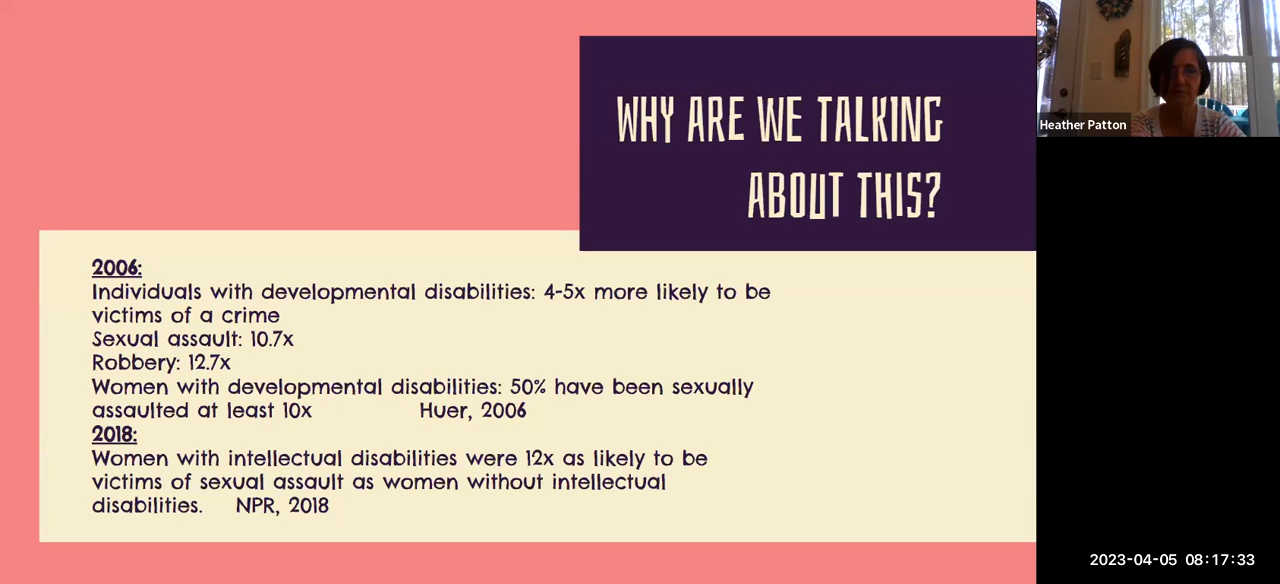 WHY ARE WE TALKING
ABOUT THIS?
2006:
Individuals with developmental disabilities: 4-5x more likely to be
victims of a crime
Sexual assault: 10.7x
Robbery: 12.7x
Women with developmental disabilities: 50% have been sexually
assaulted at least 10x Huer, 2006
2018:
Women with intellectual disabilities were 12x as likely to be
victims of sexual assault as women without intellectual
disabilities. NPR, 2018
Heather Patton
2023-04-05 08:17:33